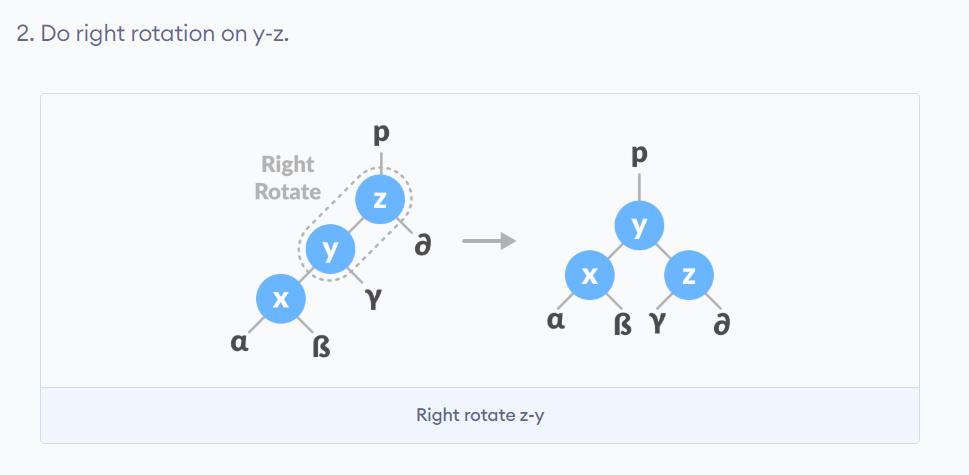 2. Do right rotation on y-z.
p
Right
Rotate
z
y
∂
γ
x
α
ß
p
y
x
z
α
ß
γ
∂
Right rotate z-y